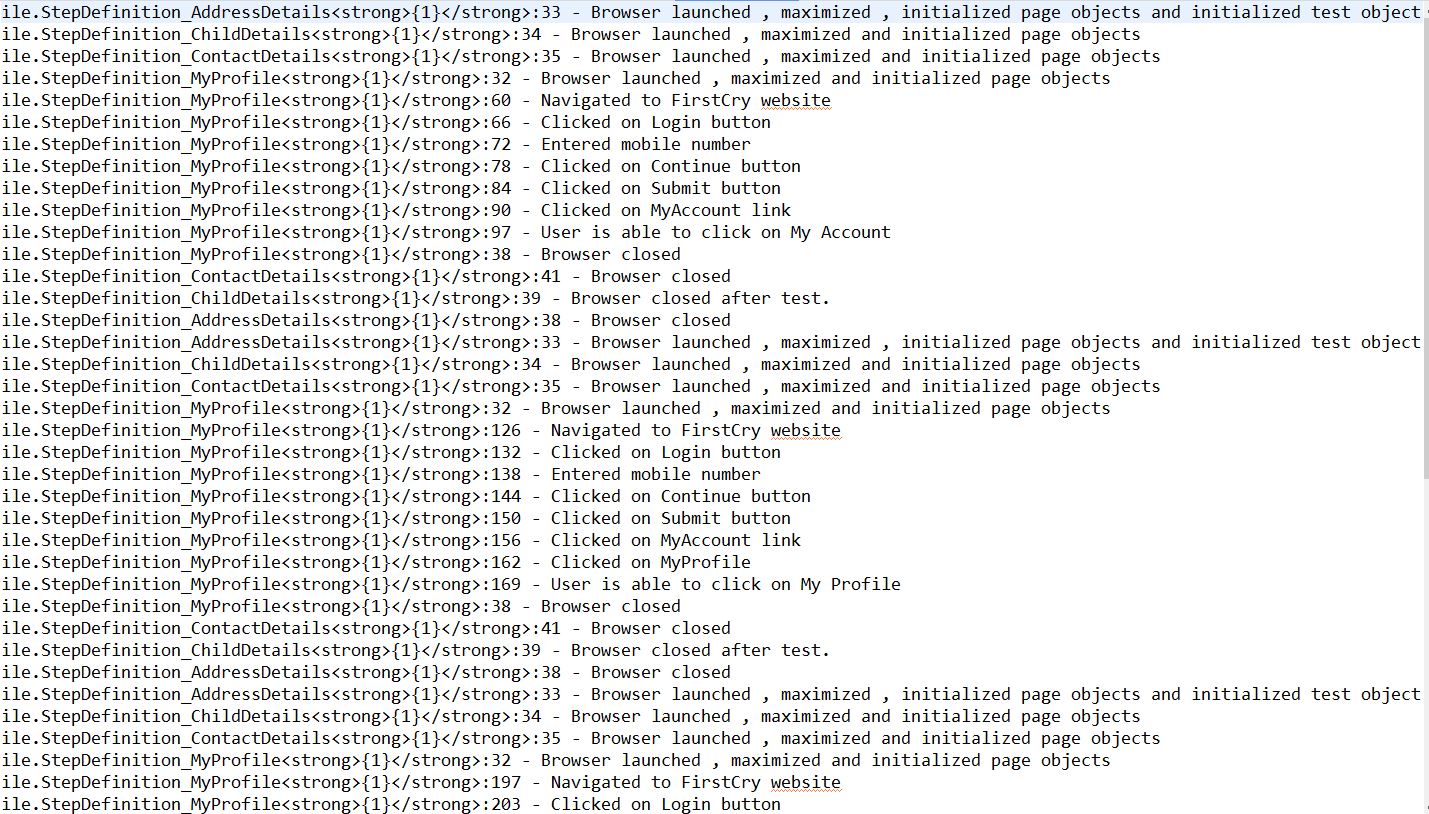 ile.StepDefinition_AddressDetails<strong>{1}</strong>:33 - Browser launched , maximized , initialized page objects and initialized test object
ile.StepDefinition_ChildDetails<strong>{1}</strong>:34 - Browser launched , maximized and initialized page objects
ile.StepDefinition_ContactDetails<strong>{1}</strong>:35 - Browser launched , maximized and initialized page objects
ile.StepDefinition_MyProfile<strong>{1}</strong>:32 - Browser launched , maximized and initialized page objects
ile.StepDefinition_MyProfile<strong>{1}</strong>:60 - Navigated to FirstCry website
ile.StepDefinition_MyProfile<strong>{1}</strong>:66 - Clicked on Login button
ile.StepDefinition_MyProfile<strong>{1}</strong>:72 - Entered mobile number
ile.StepDefinition_MyProfile<strong>{1}</strong>:78 - Clicked on Continue button
ile.StepDefinition_MyProfile<strong>{1}</strong>:84 - Clicked on Submit button
ile.StepDefinition_MyProfile<strong>{1}</strong>:90 - Clicked on MyAccount link
ile.StepDefinition_MyProfile<strong>{1}</strong>:97 - User is able to click on My Account
ile.StepDefinition_MyProfile<strong>{1}</strong>:38 - Browser closed
ile.StepDefinition_ContactDetails<strong>{1}</strong>:41 - Browser closed
ile.StepDefinition_ChildDetails<strong>{1}</strong>:39 - Browser closed after test.
ile.StepDefinition_AddressDetails<strong>{1}</strong>:38 - Browser closed
ile.StepDefinition_AddressDetails<strong>{1}</strong>:33 - Browser launched , maximized , initialized page objects and initialized test object
ile.StepDefinition_ChildDetails<strong>{1}</strong>:34 - Browser launched , maximized and initialized page objects
ile.StepDefinition_ContactDetails<strong>{1}</strong>:35 - Browser launched , maximized and initialized page objects
ile.StepDefinition_MyProfile<strong>{1}</strong>:32 - Browser launched , maximized and initialized page objects
ile.StepDefinition_MyProfile<strong>{1}</strong>:126 - Navigated to FirstCry website
ile.StepDefinition_MyProfile<strong>{1}</strong>:132 - Clicked on Login button
ile.StepDefinition_MyProfile<strong>{1}</strong>:138 - Entered mobile number
ile.StepDefinition_MyProfile<strong>{1}</strong>:144 - Clicked on Continue button
ile.StepDefinition_MyProfile<strong>{1}</strong>:150 - Clicked on Submit button
ile.StepDefinition_MyProfile<strong>{1}</strong>:156 - Clicked on MyAccount link
ile.StepDefinition_MyProfile<strong>{1}</strong>:162 - Clicked on MyProfile
ile.StepDefinition_MyProfile<strong>{1}</strong>:169 - User is able to click on My Profile
ile.StepDefinition_MyProfile<strong>{1}</strong>:38 - Browser closed
ile.StepDefinition_ContactDetails<strong>{1}</strong>:41 - Browser closed
ile.StepDefinition_ChildDetails<strong>{1}</strong>:39 - Browser closed after test.
ile.StepDefinition_AddressDetails<strong>{1}</strong>:38 - Browser closed
ile.StepDefinition_AddressDetails<strong>{1}</strong>:33 - Browser launched , maximized , initialized page objects and initialized test object
ile.StepDefinition_ChildDetails<strong>{1}</strong>:34 - Browser launched , maximized and initialized page objects
ile.StepDefinition_ContactDetails<strong>{1}</strong>:35 - Browser launched , maximized and initialized page objects
ile.StepDefinition_MyProfile<strong>{1}</strong>:32 - Browser launched , maximized and initialized page objects
ile.StepDefinition_MyProfile<strong>{1}</strong>:197 - Navigated to FirstCry website
ile.StepDefinition_MyProfile<strong>{1}</strong>:203 - Clicked on Login button